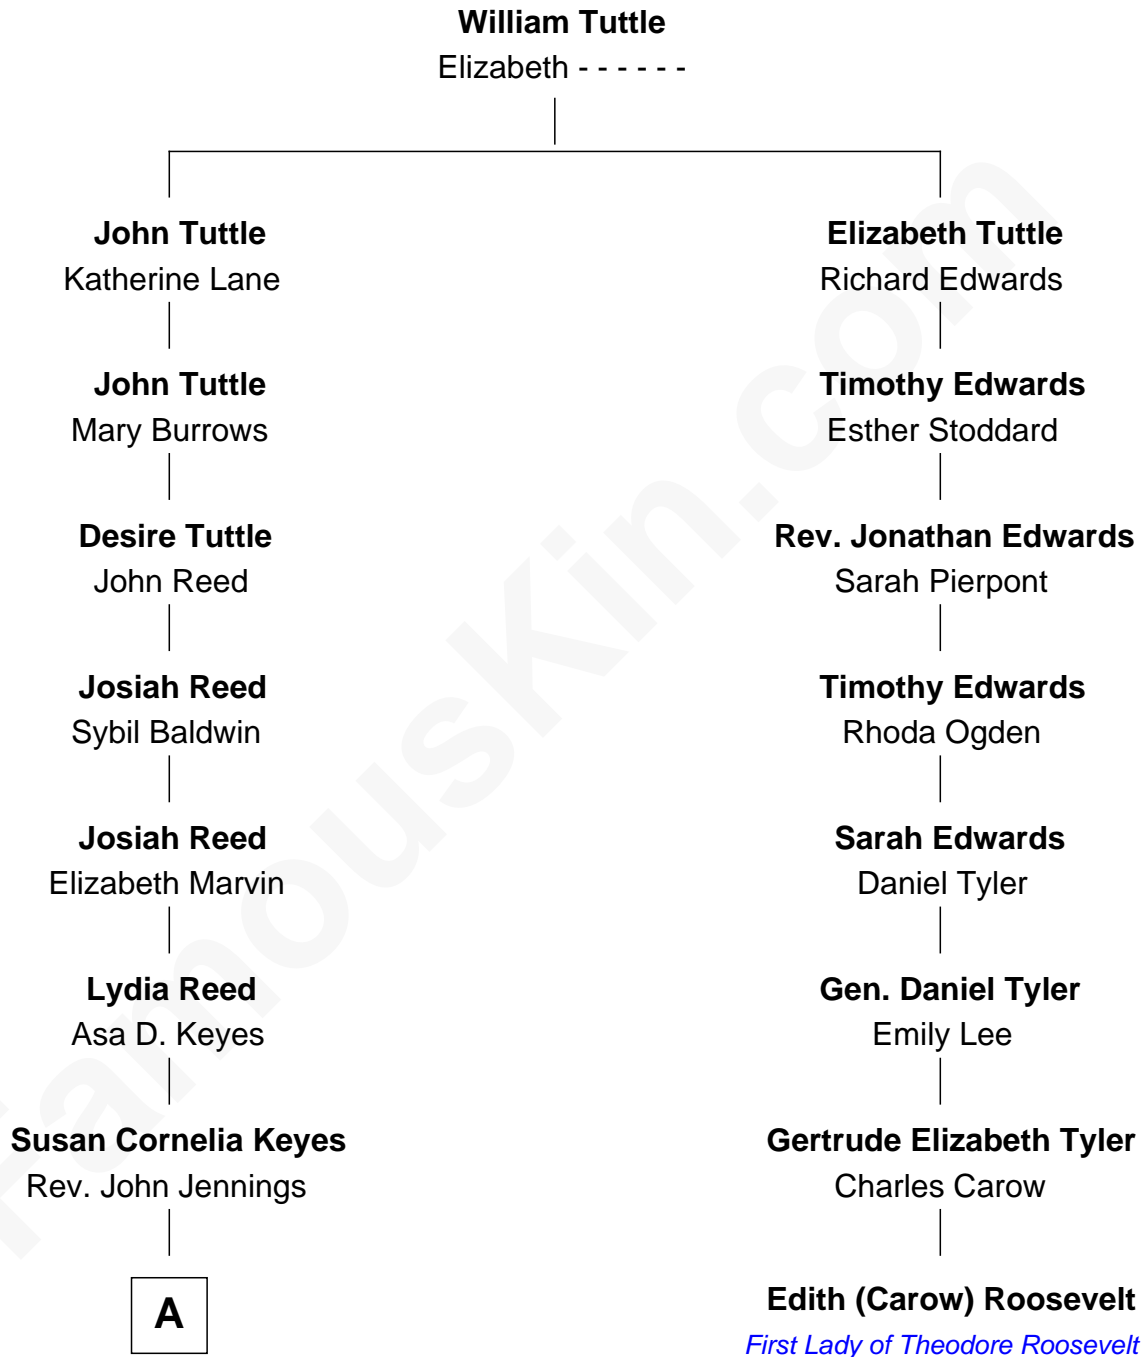 William Tuttle
Elizabeth - - - - - -
John Tuttle
Katherine Lane
Elizabeth Tuttle
Richard Edwards
John Tuttle
Mary Burrows
Timothy Edwards
Esther Stoddard
Desire Tuttle
John Reed
Rev. Jonathan Edwards
Sarah Pierpont
Josiah Reed
Sybil Baldwin
Timothy Edwards
Rhoda Ogden
Josiah Reed
Elizabeth Marvin
Sarah Edwards
Daniel Tyler
Lydia Reed
Asa D. Keyes
Gen. Daniel Tyler
Emily Lee
Susan Cornelia Keyes
Rev. John Jennings
Gertrude Elizabeth Tyler
Charles Carow
A
Edith (Carow) Roosevelt
First Lady of Theodore Roosevelt
FamousKin.com